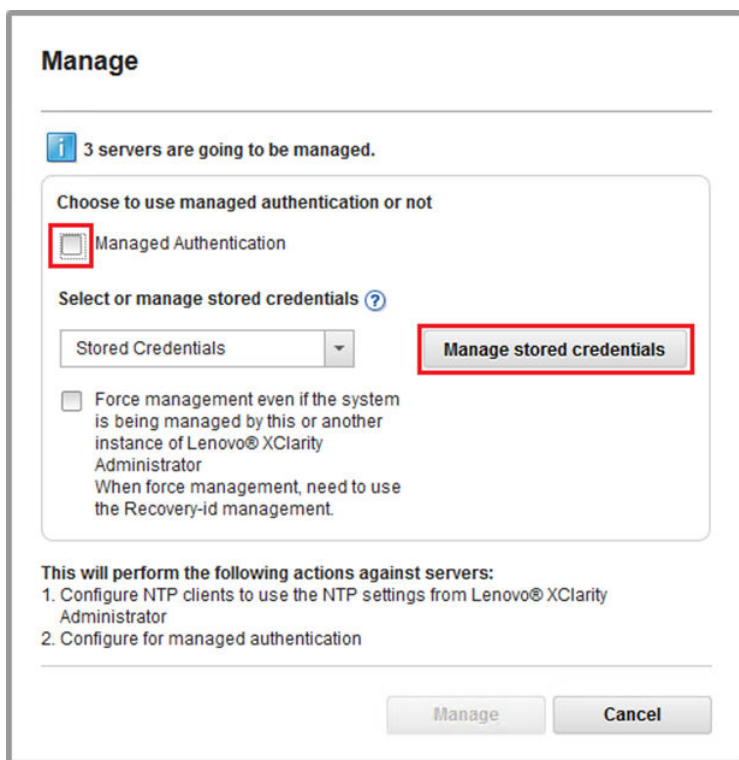 Manage
i 3 servers are going to be managed.
Choose to use managed authentication or not
Managed Authentication
Select or manage stored credentials ?
Stored Credentials
Manage stored credentials
Force management even if the system
is being managed by this or another
instance of Lenovo® XClarity
Administrator
When force management, need to use
the Recovery-id management.
This will perform the following actions against servers:
1. Configure NTP clients to use the NTP settings from Lenovo® XClarity
Administrator
2. Configure for managed authentication
Manage
Cancel